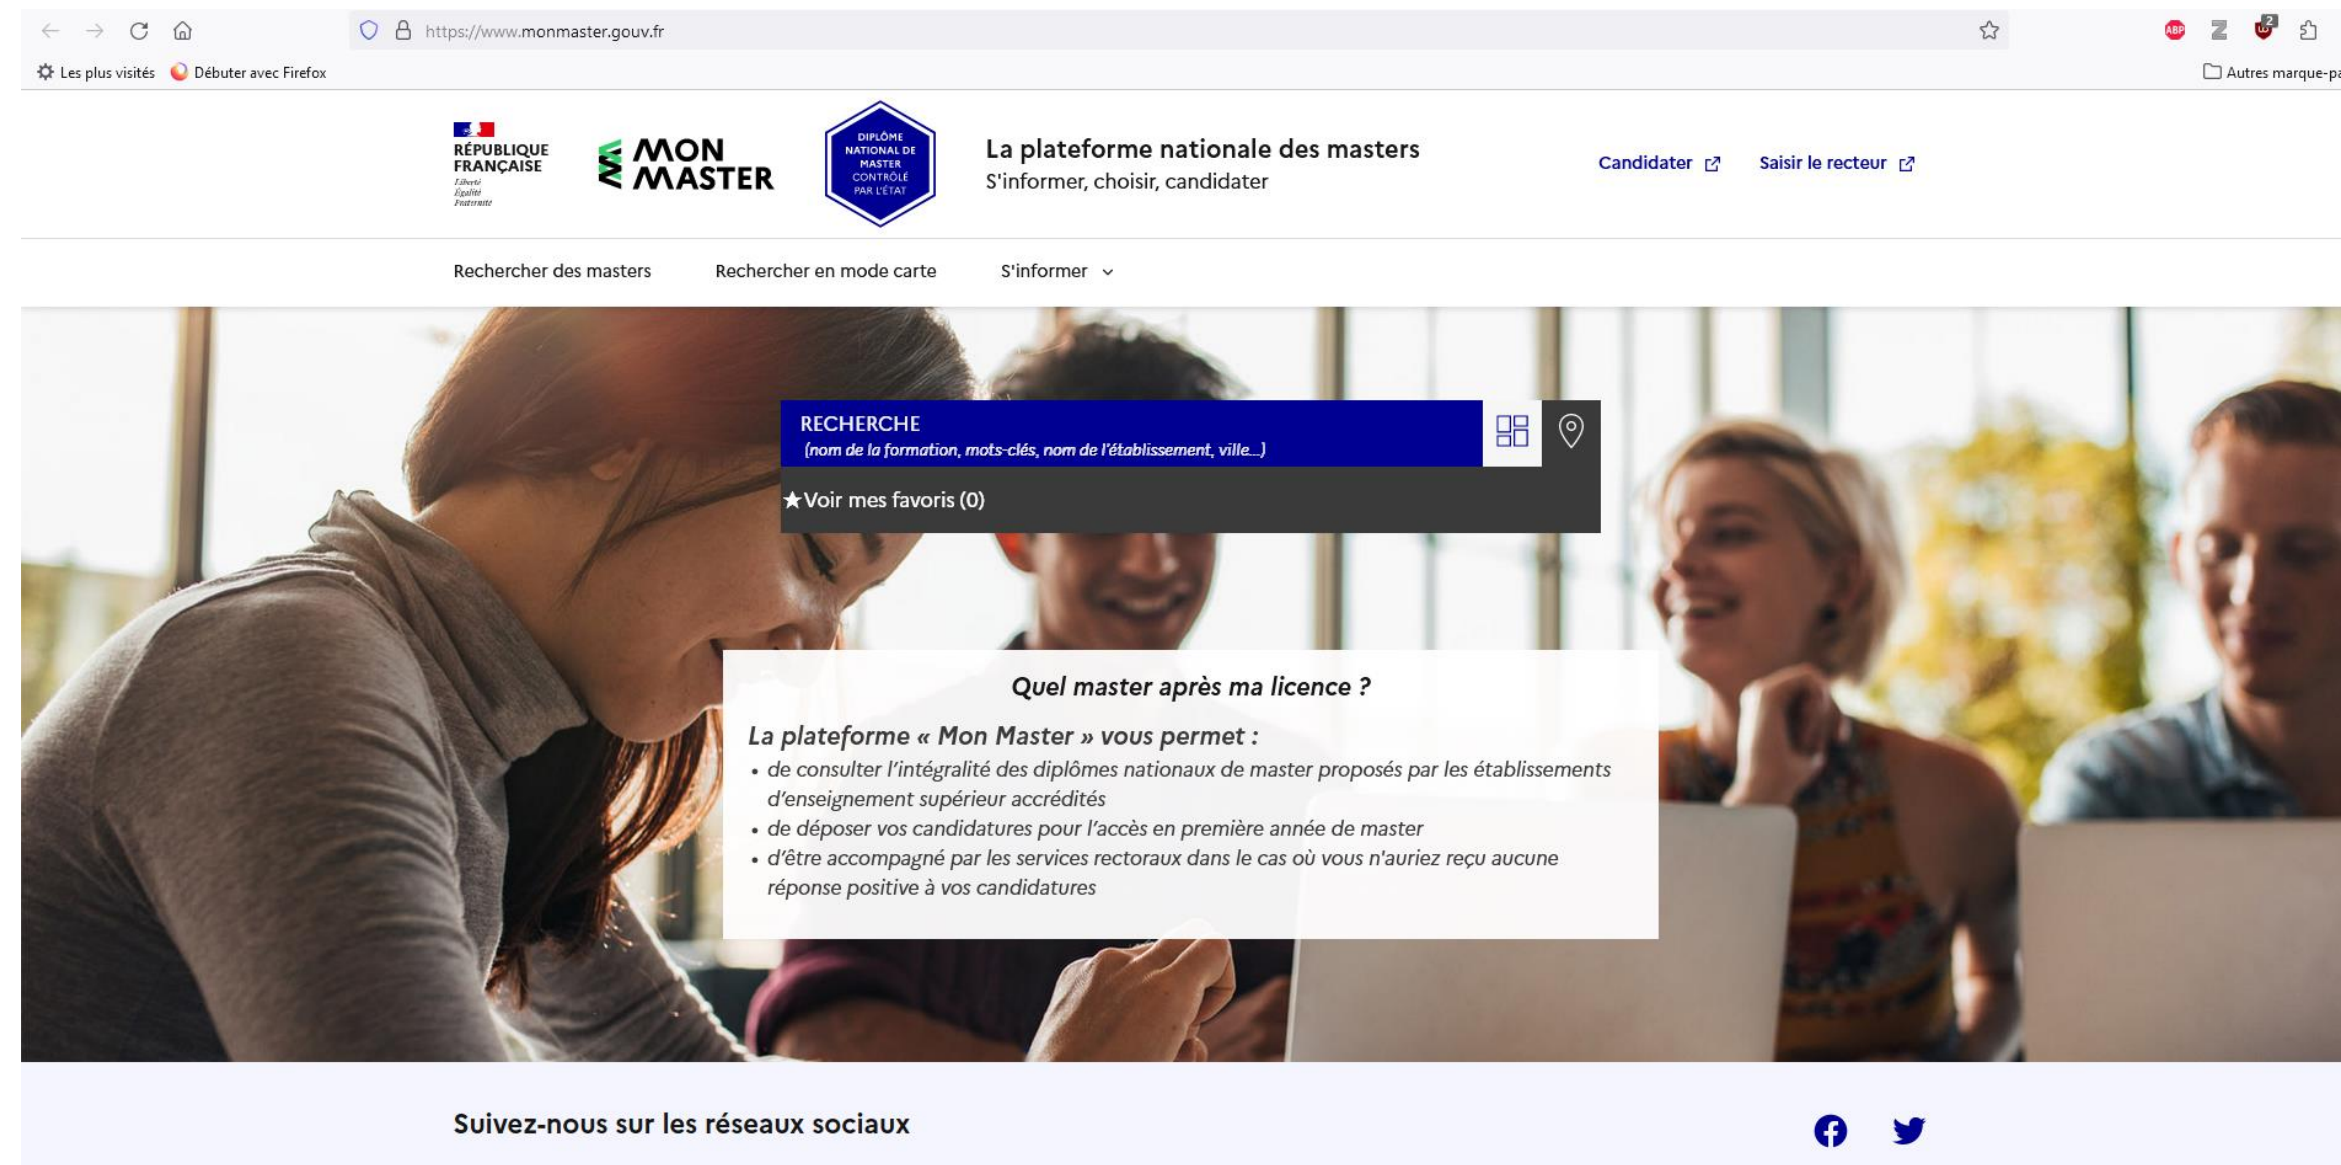 https://www.monmaster.gouv.fr
ABP
2
Les plus visités
Débuter avec Firefox
Autres marque-pa
RÉPUBLIQUE
FRANÇAISE
Liberté
Égalité
Fraternité
MON
MASTER
DIPLÔME
NATIONAL DE
MASTER
CONTRÔLÉ
PAR L'ÉTAT
La plateforme nationale des masters
S'informer, choisir, candidater
Candidater
Saisir le recteur
Rechercher des masters
Rechercher en mode carte
S'informer
RECHERCHE
(nom de la formation, mots-clés, nom de l'établissement, ville...)
★Voir mes favoris (0)
Quel master après ma licence ?
La plateforme « Mon Master » vous permet :
• de consulter l'intégralité des diplômes nationaux de master proposés par les établissements
d'enseignement supérieur accrédités
• de déposer vos candidatures pour l'accès en première année de master
• d'être accompagné par les services rectoraux dans le cas où vous n'auriez reçu aucune
réponse positive à vos candidatures
Suivez-nous sur les réseaux sociaux